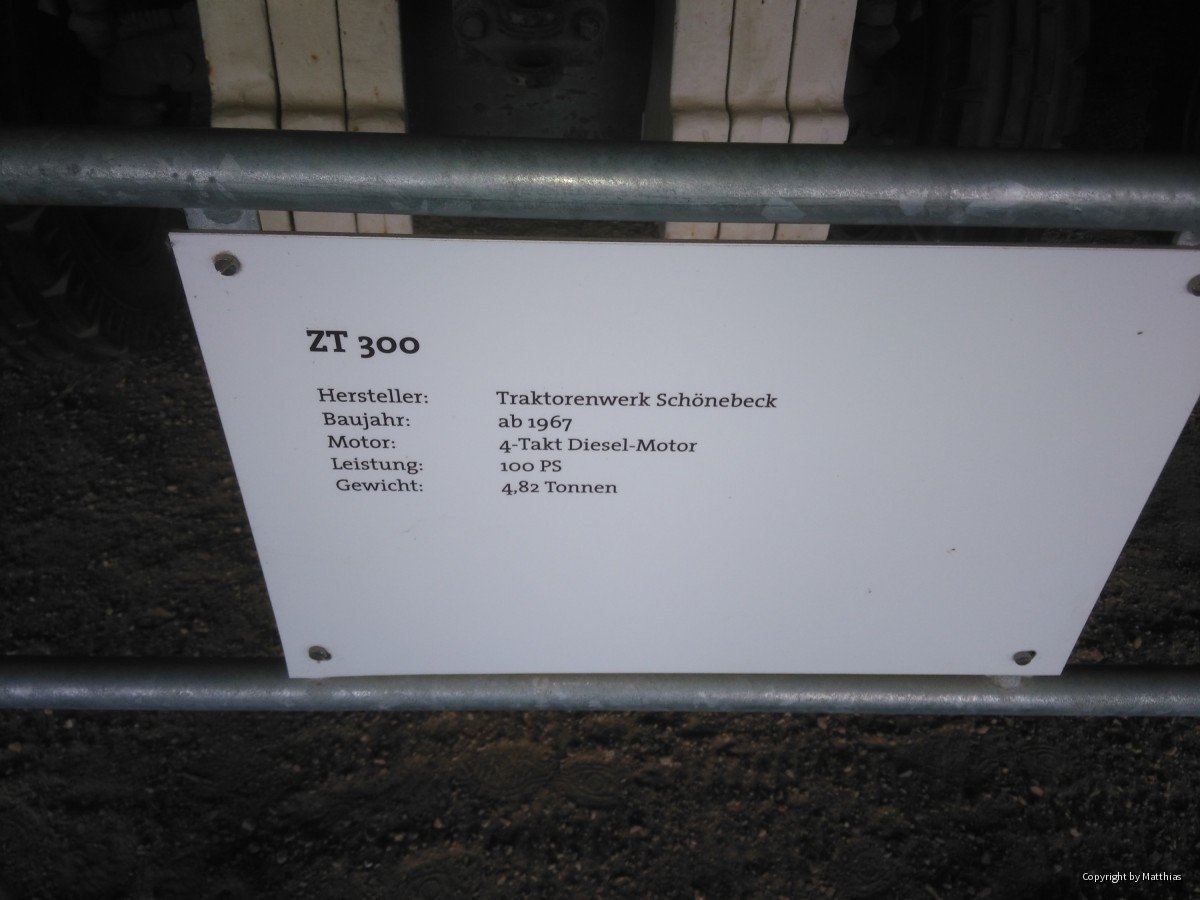 ZT 300
Hersteller: Traktorenwerk Schönebeck
Baujahr: ab 1967
Motor: 4-Takt Diesel-Motor
Leistung: 100 PS
Gewicht: 4,82 Tonnen
Copyright by Matthias